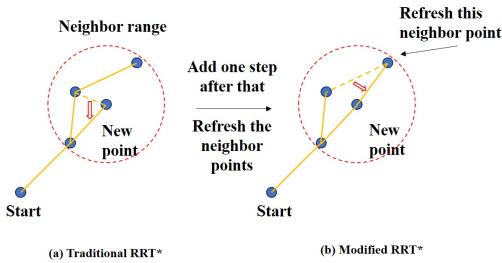 Neighbor range
New
point
Start
(a) Traditional RRT*
Add one step
after that
Refresh the
neighbor
points
Refresh this
neighbor point
New
point
Start
(b) Modified RRT*